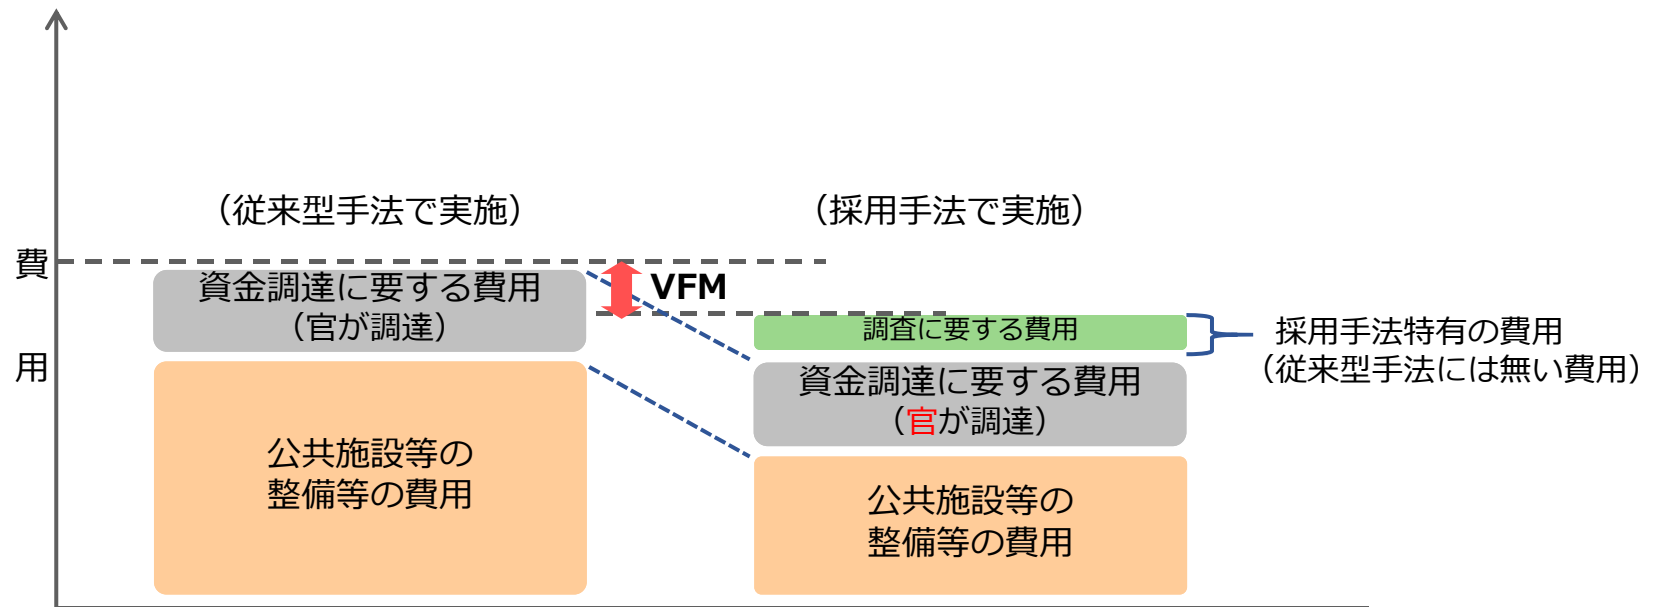 （従来型手法で実施）
（採用手法で実施）
費
用
資金調達に要する費用
（官が調達）
VFM
調査に要する費用
採用手法特有の費用
（従来型手法には無い費用）
資金調達に要する費用
（官が調達）
公共施設等の
整備等の費用
公共施設等の
整備等の費用